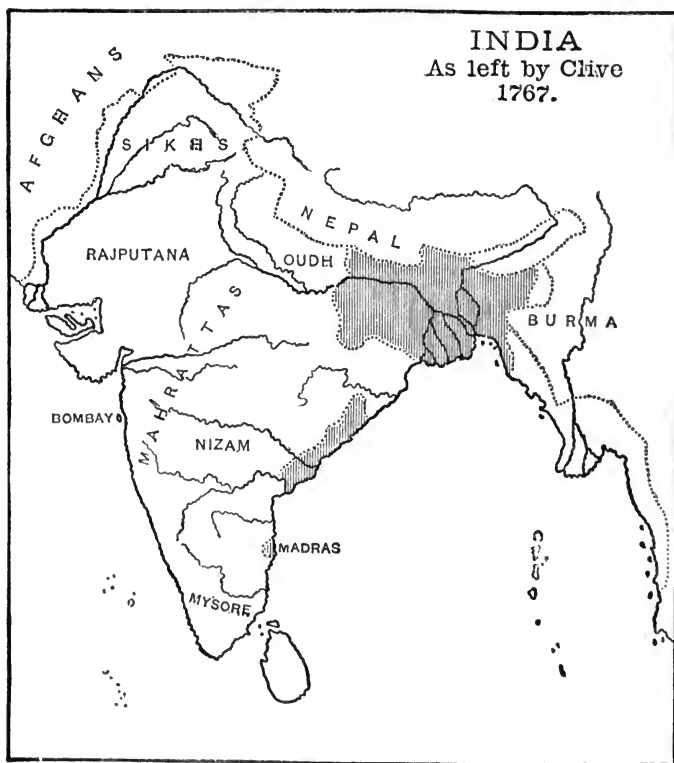 INDIA
As left by Clive
1767.
AFGHANS
SIKHS
NEPAL
RAJPUTANA
OUDH
MAHRATTAS
BURMA
BOMBAY
NIZAM
MADRAS
MYSORE